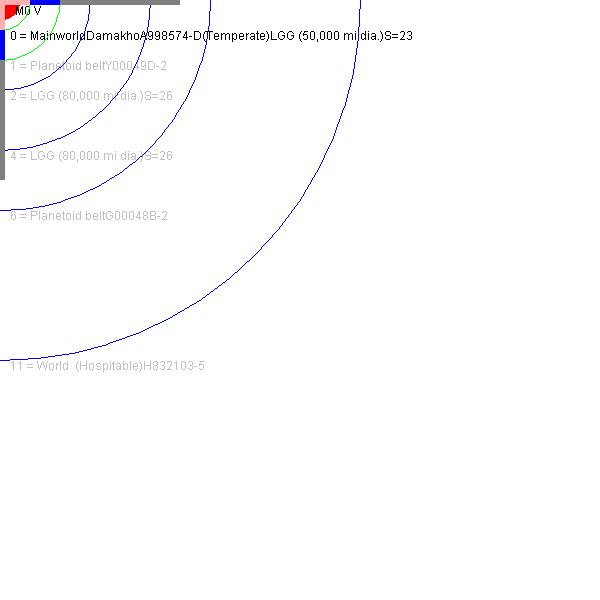 M0 V
0 = MainworldDamakhoA998574-D(Temperate)LGG (50,000 mi dia.)S=23
1 = Planetoid beltY00049D-2
2 = LGG (80,000 mi dia.)S=26
4 = LGG (80,000 mi dia.)S=26
6 = Planetoid beltG00048B-2
11 = World  (Hospitable)H832103-5